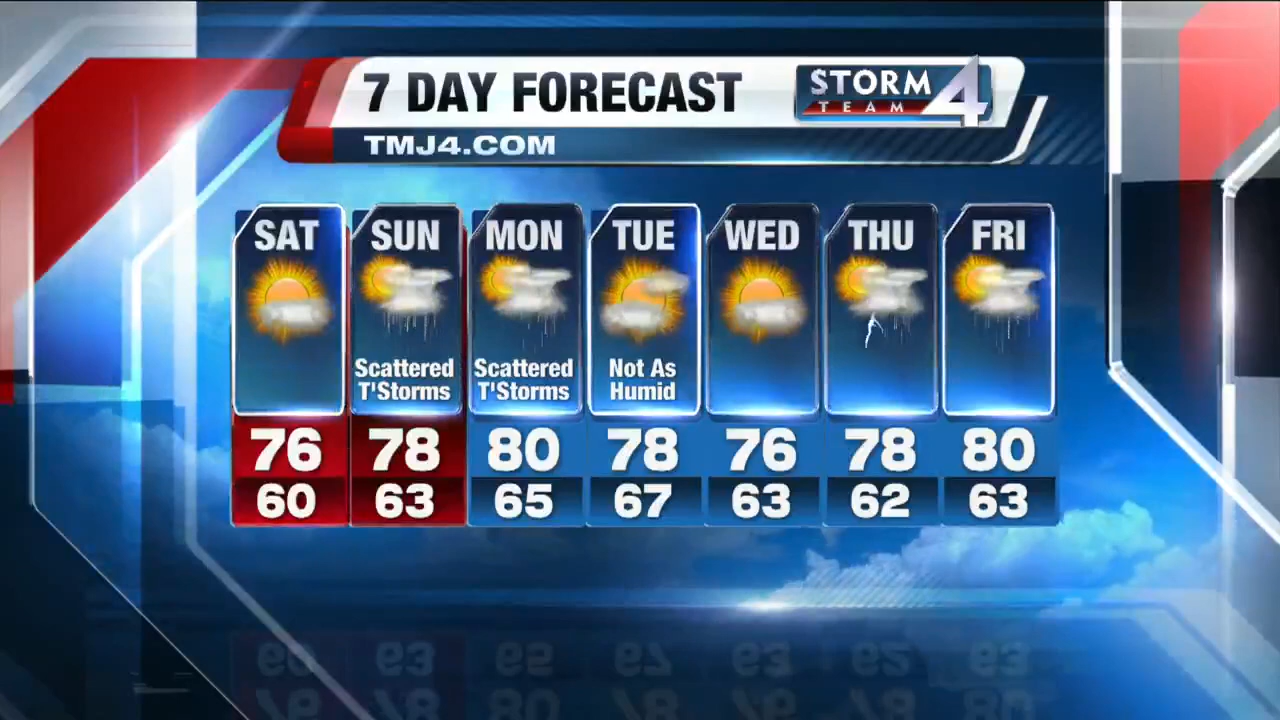 7 DAY FORECAST
STORM
TEAM 4
TMJ4.COM
SAT SUN MON TUE WED THU FRI
Scattered Scattered Not As
T'Storms T'Storms Humid
76 78 80 78 76 78 80
60 63 65 67 63 62 63